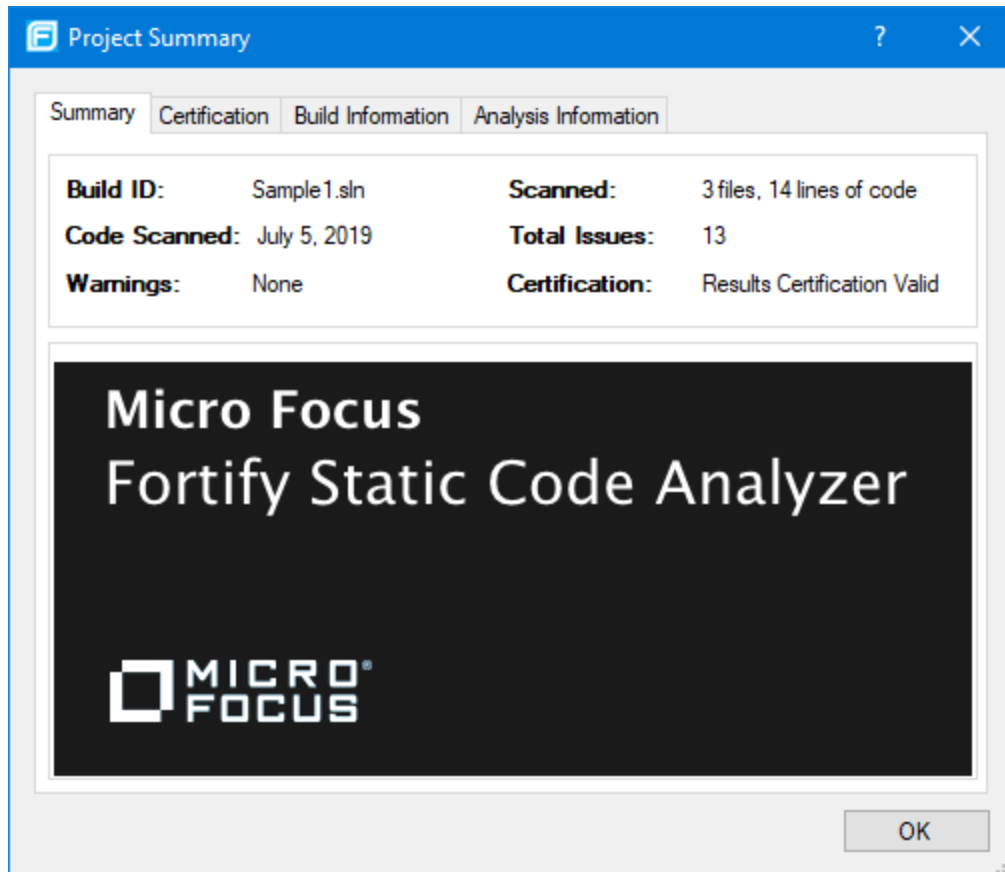 Project Summary
?
Summary Certification Build Information Analysis Information
Build ID: Sample1.sln Scanned: 3 files, 14 lines of code
Code Scanned: July 5, 2019 Total Issues: 13
Warnings: None Certification: Results Certification Valid
Micro Focus
Fortify Static Code Analyzer
MICRO®
FOCUS
OK